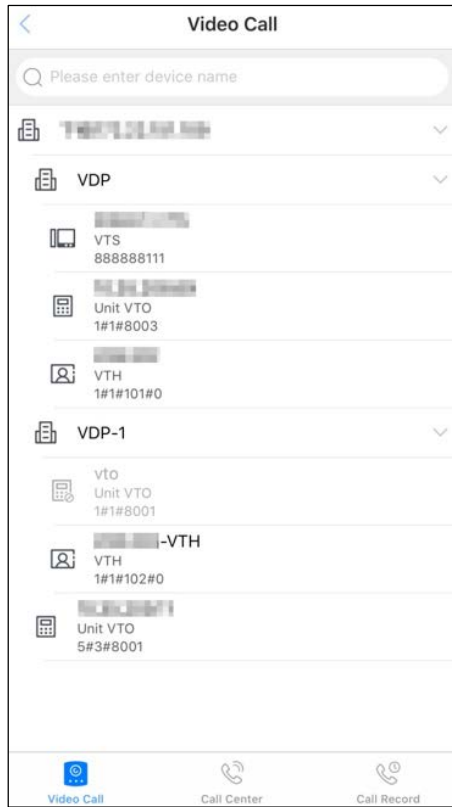 Video Call
Please enter device name
VDP
VTS
888888111
Unit VTO
1#1#8003
VTH
1#1#101#0
VDP-1
vto
Unit VTO
1#1#8001
-VTH
VTH
1#1#102#0
Unit VTO
5#3#8001
Video Call Call Center Call Record